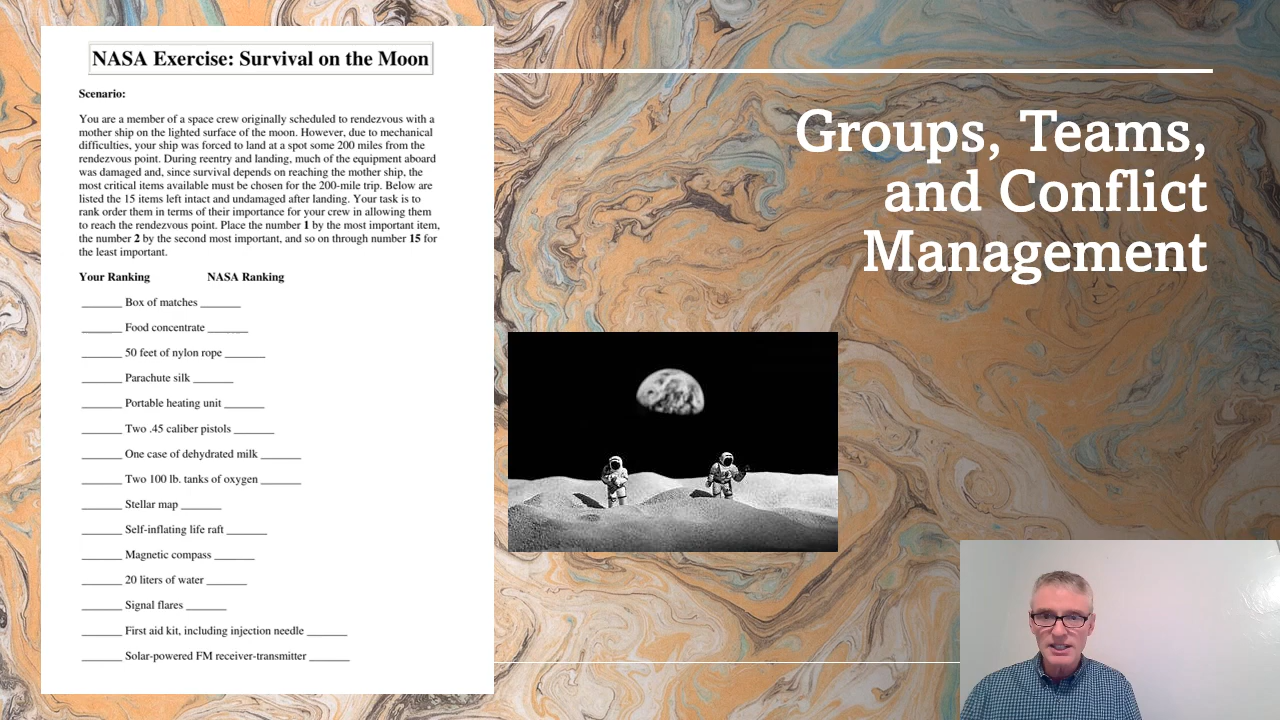 NASA Exercise: Survival on the Moon
Scenario:
You are a member of a space crew originally scheduled to rendezvous with a
mother ship on the lighted surface of the moon. However, due to mechanical
difficulties, your ship was forced to land at a spot some 200 miles from the
rendezvous point. During reentry and landing, much of the equipment aboard
was damaged and, since survival depends on reaching the mother ship, the
most critical items available must be chosen for the 200-mile trip. Below are
listed the 15 items left intact and undamaged after landing. Your task is to
rank order them in terms of their importance for your crew in allowing them
to reach the rendezvous point. Place the number 1 by the most important item,
the number 2 by the second most important, and so on through number 15 for
the least important.
Your Ranking NASA Ranking
_______ Box of matches _______
_______ Food concentrate _______
_______ 50 feet of nylon rope _______
_______ Parachute silk _______
_______ Portable heating unit _______
_______ Two .45 caliber pistols _______
_______ One case of dehydrated milk _______
_______ Two 100 lb. tanks of oxygen _______
_______ Stellar map _______
_______ Self-inflating life raft _______
_______ Magnetic compass _______
_______ 20 liters of water _______
_______ Signal flares _______
_______ First aid kit, including injection needle _______
_______ Solar-powered FM receiver-transmitter _______
Groups, Teams,
and Conflict
Management